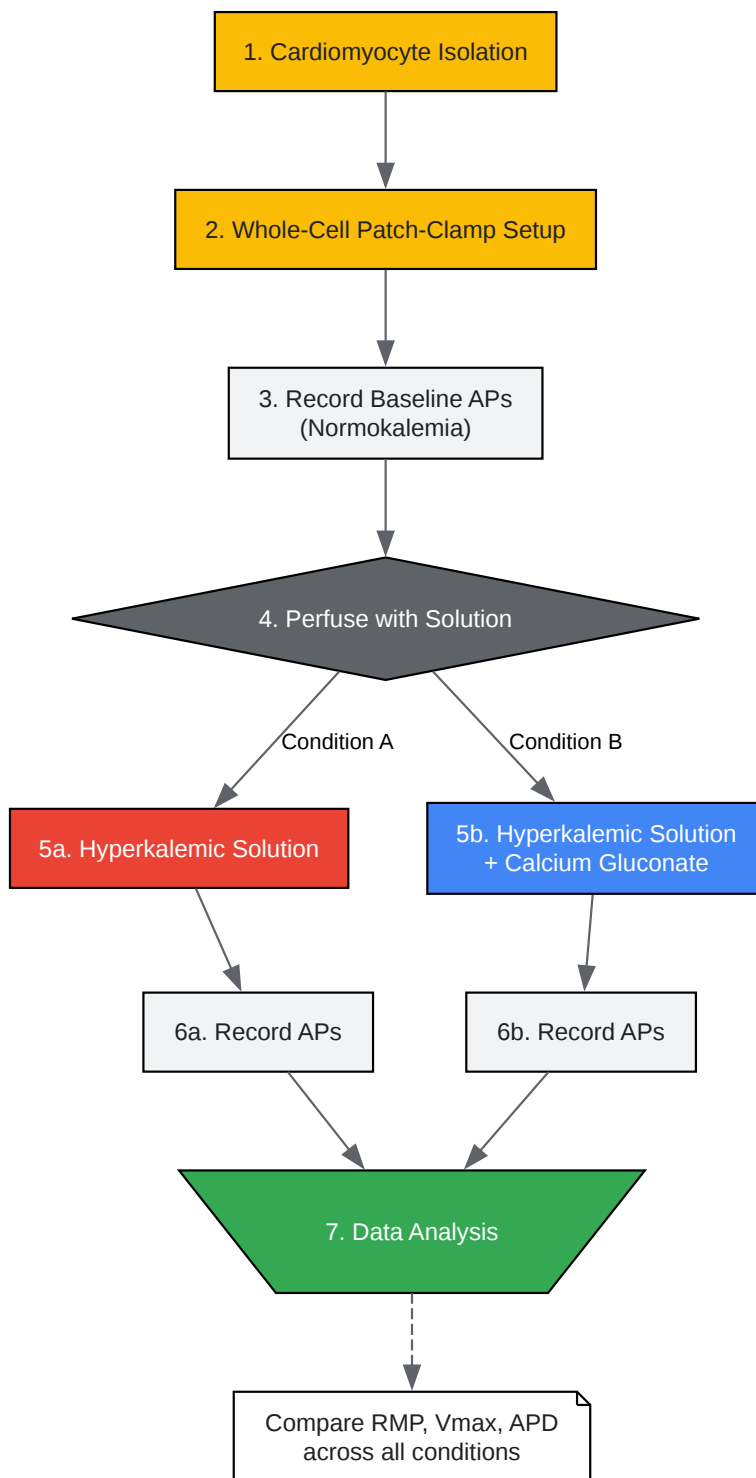 1. Cardiomyocyte Isolation
2. Whole-Cell Patch-Clamp Setup
3. Record Baseline APs
(Normokalemia)
4. Perfuse with Solution
Condition A
Condition B
5a. Hyperkalemic Solution
5b. Hyperkalemic Solution
+ Calcium Gluconate
6a. Record APs
6b. Record APs
7. Data Analysis
Compare RMP, Vmax, APD
across all conditions